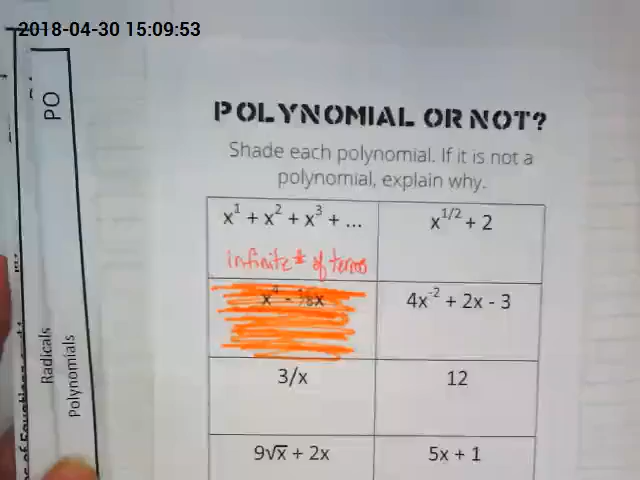 2018-04-30 15:09:53
PO
Radicals
Polynomials
POLYNOMIAL OR NOT?
Shade each polynomial. If it is not a
polynomial, explain why.
x¹ + x² + x³ + ...
x^1/2 + 2
infinite # of terms
4x⁻² + 2x - 3
3/x
12
9√x + 2x
5x + 1